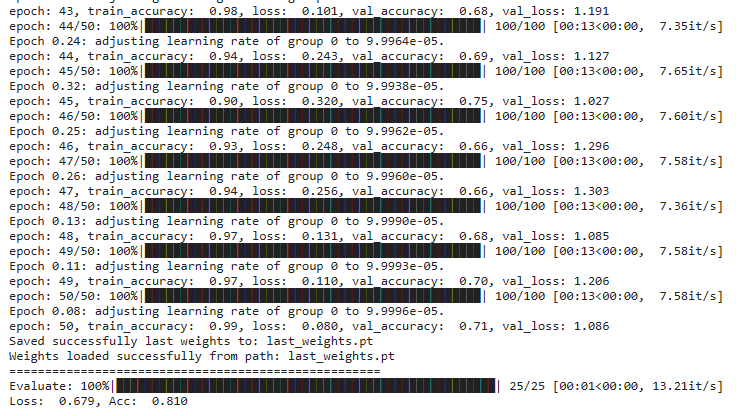 epoch: 43, train_accuracy:  0.98, loss:  0.101, val_accuracy:  0.68, val_loss: 1.191
epoch: 44/50: 100%| | 100/100 [00:13<00:00,  7.35it/s]
Epoch 0.24: adjusting learning rate of group 0 to 9.9964e-05.
epoch: 44, train_accuracy:  0.94, loss:  0.243, val_accuracy:  0.69, val_loss: 1.127
epoch: 45/50: 100%| | 100/100 [00:13<00:00,  7.65it/s]
Epoch 0.32: adjusting learning rate of group 0 to 9.9938e-05.
epoch: 45, train_accuracy:  0.90, loss:  0.320, val_accuracy:  0.75, val_loss: 1.027
epoch: 46/50: 100%| | 100/100 [00:13<00:00,  7.60it/s]
Epoch 0.25: adjusting learning rate of group 0 to 9.9962e-05.
epoch: 46, train_accuracy:  0.93, loss:  0.248, val_accuracy:  0.66, val_loss: 1.296
epoch: 47/50: 100%| | 100/100 [00:13<00:00,  7.58it/s]
Epoch 0.26: adjusting learning rate of group 0 to 9.9960e-05.
epoch: 47, train_accuracy:  0.94, loss:  0.256, val_accuracy:  0.66, val_loss: 1.303
epoch: 48/50: 100%| | 100/100 [00:13<00:00,  7.36it/s]
Epoch 0.13: adjusting learning rate of group 0 to 9.9990e-05.
epoch: 48, train_accuracy:  0.97, loss:  0.131, val_accuracy:  0.68, val_loss: 1.085
epoch: 49/50: 100%| | 100/100 [00:13<00:00,  7.58it/s]
Epoch 0.11: adjusting learning rate of group 0 to 9.9993e-05.
epoch: 49, train_accuracy:  0.97, loss:  0.110, val_accuracy:  0.70, val_loss: 1.206
epoch: 50/50: 100%| | 100/100 [00:13<00:00,  7.58it/s]
Epoch 0.08: adjusting learning rate of group 0 to 9.9996e-05.
epoch: 50, train_accuracy:  0.99, loss:  0.080, val_accuracy:  0.71, val_loss: 1.086
Saved successfully last weights to: last_weights.pt
Weights loaded successfully from path: last_weights.pt
====================================================
Evaluate: 100%| | 25/25 [00:01<00:00, 13.21it/s]
Loss:  0.679, Acc:  0.810